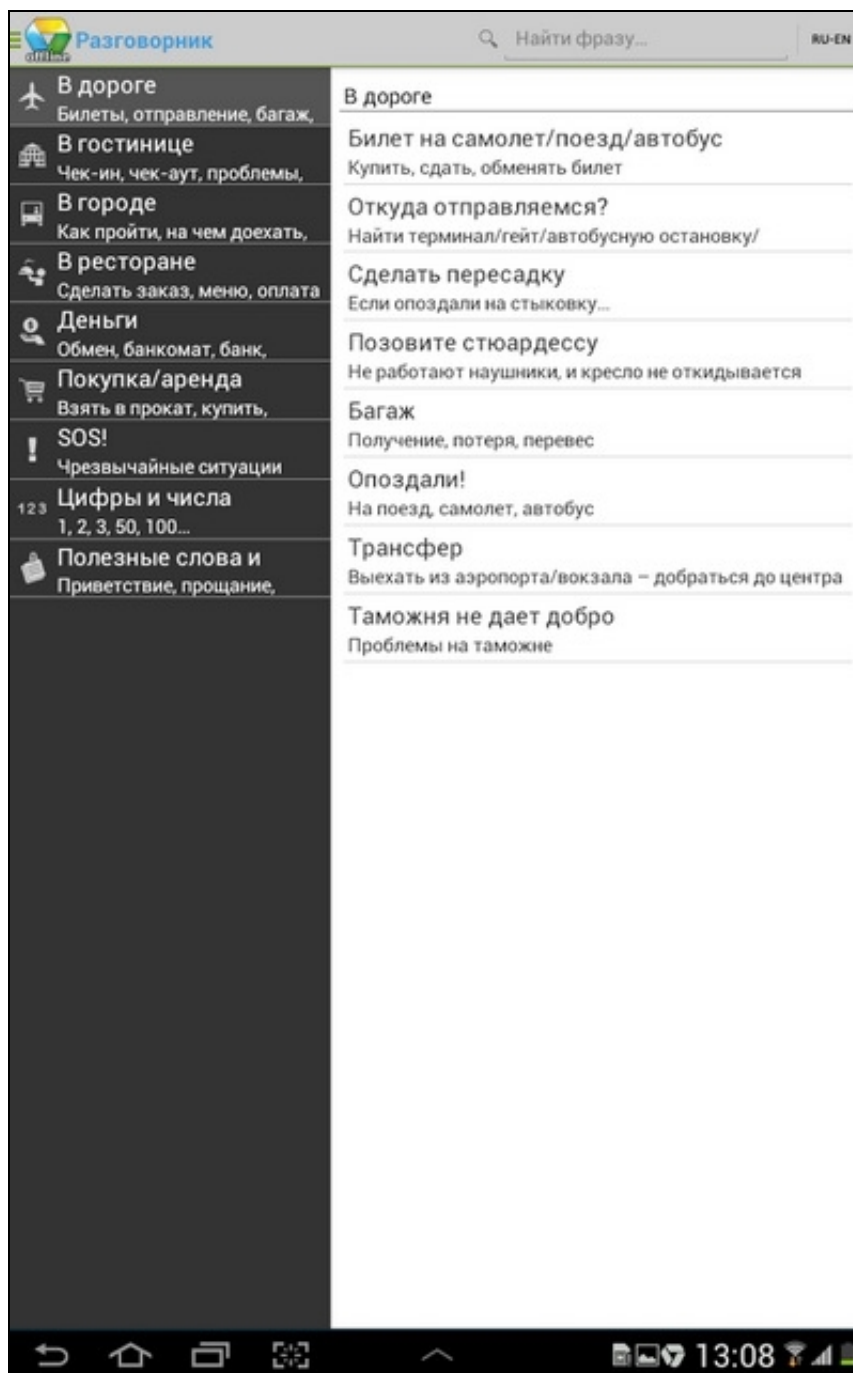 offline
Разговорник
Найти фразу...
RU-EN
В дороге
Билеты, отправление, багаж,
В гостинице
Чек-ин, чек-аут, проблемы,
В городе
Как пройти, на чем доехать,
В ресторане
Сделать заказ, меню, оплата
Деньги
Обмен, банкомат, банк,
Покупка/аренда
Взять в прокат, купить,
SOS!
Чрезвычайные ситуации
123
Цифры и числа
1, 2, 3, 50, 100...
Полезные слова и
Приветствие, прощание,
В дороге
Билет на самолет/поезд/автобус
Купить, сдать, обменять билет
Откуда отправляемся?
Найти терминал/гейт/автобусную остановку/
Сделать пересадку
Если опоздали на стыковку...
Позовите стюардессу
Не работают наушники, и кресло не откидывается
Багаж
Получение, потеря, перевес
Опоздали!
На поезд, самолет, автобус
Трансфер
Выехать из аэропорта/вокзала – добраться до центра
Таможня не дает добро
Проблемы на таможне
13:08